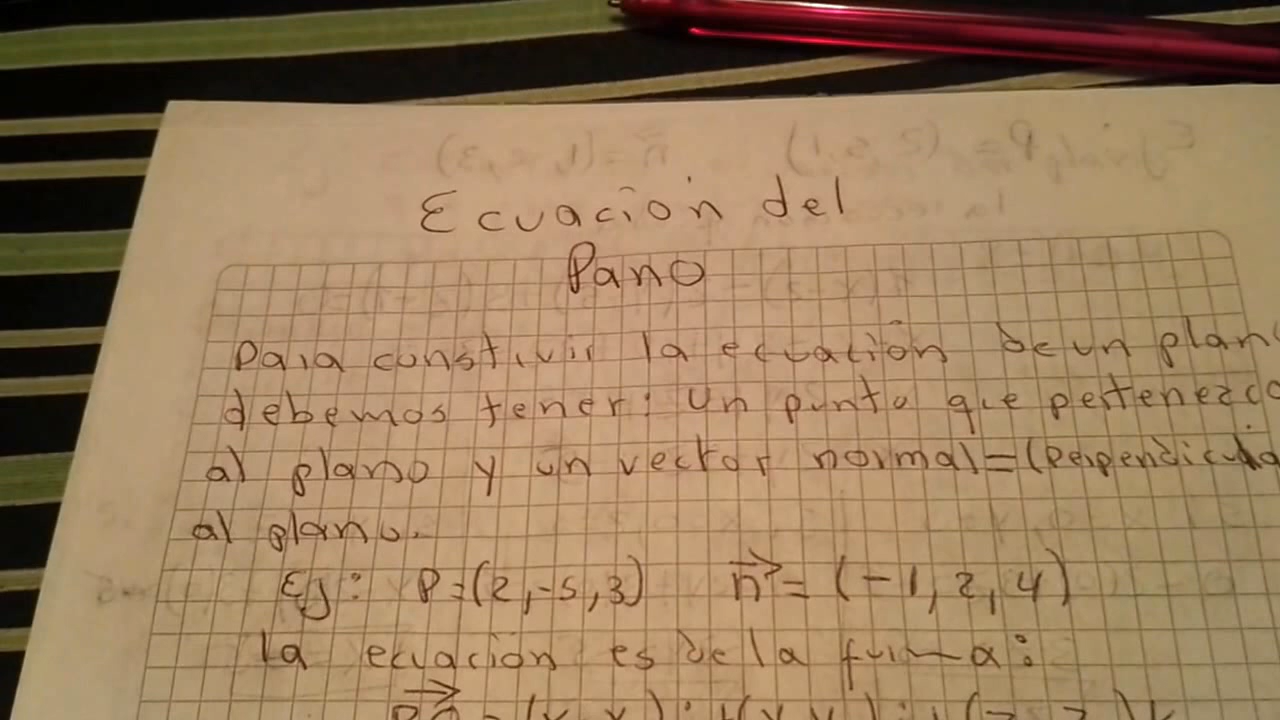 Ecuación del
Pano
Para construir la ecuación de un plan
debemos tener: un punto que pertenezca
al plano y un vector normal=(perpendicula
al plano.
Ej: P=(2,-5,3) n⃗=(-1,2,4)
la ecuación es de la forma: